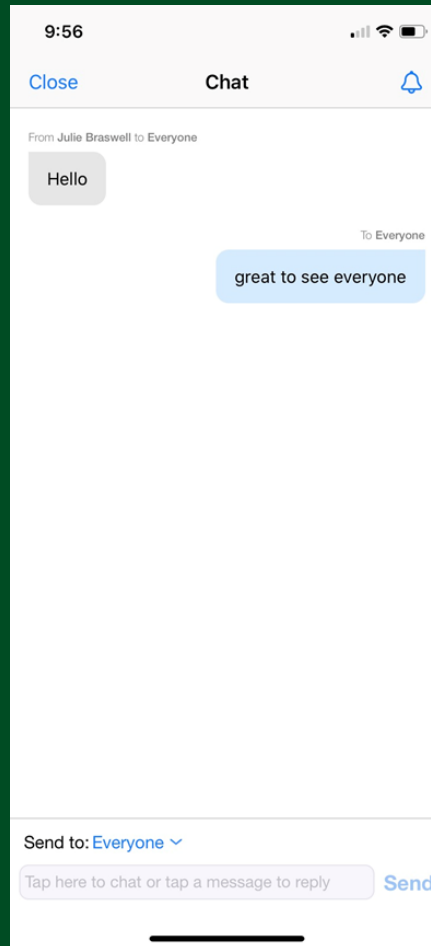 9:56
Close Chat
From Julie Braswell to Everyone
Hello
To Everyone
great to see everyone
Send to: Everyone
Tap here to chat or tap a message to reply Send